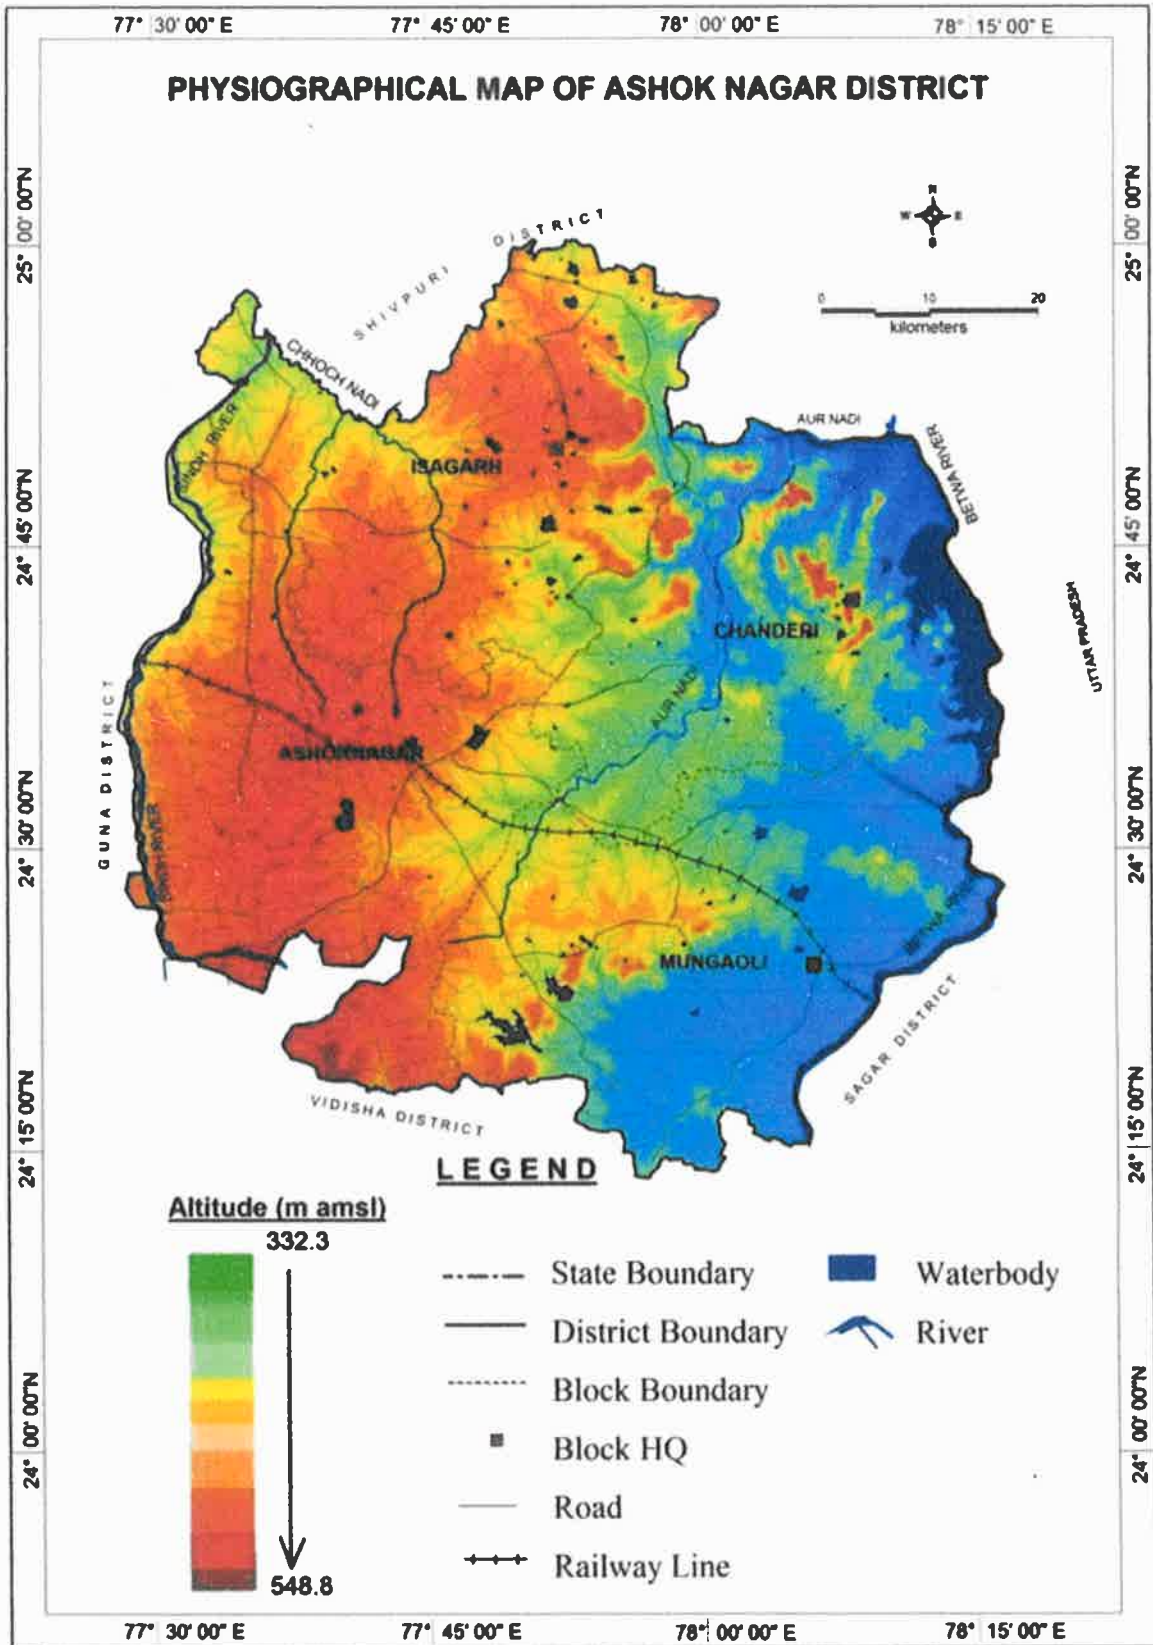 77° 30' 00" E 77° 45' 00" E 78° 00' 00" E 78° 15' 00" E
PHYSIOGRAPHICAL MAP OF ASHOK NAGAR DISTRICT
25° 00' 00"N
25° 00' 00"N
N
W E
S
SHIVPURI DISTRICT
0 10 20
kilometers
CHHOCH NADI
SINDH RIVER
AUR NADI
BETWA RIVER
ISAGARH
24° 45' 00"N
24° 45' 00"N
CHANDERI
UTTAR PRADESH
AUR NADI
GUNA DISTRICT
ASHOKNAGAR
24° 30' 00"N
24° 30' 00"N
SINDH RIVER
BETWA RIVER
MUNGAOLI
SAGAR DISTRICT
VIDISHA DISTRICT
24° 15' 00"N
24° 15' 00"N
LEGEND
Altitude (m amsl)
332.3
548.8
State Boundary
District Boundary
Block Boundary
Block HQ
Road
Railway Line
Waterbody
River
24° 00' 00"N
24° 00' 00"N
77° 30' 00" E 77° 45' 00" E 78° 00' 00" E 78° 15' 00" E